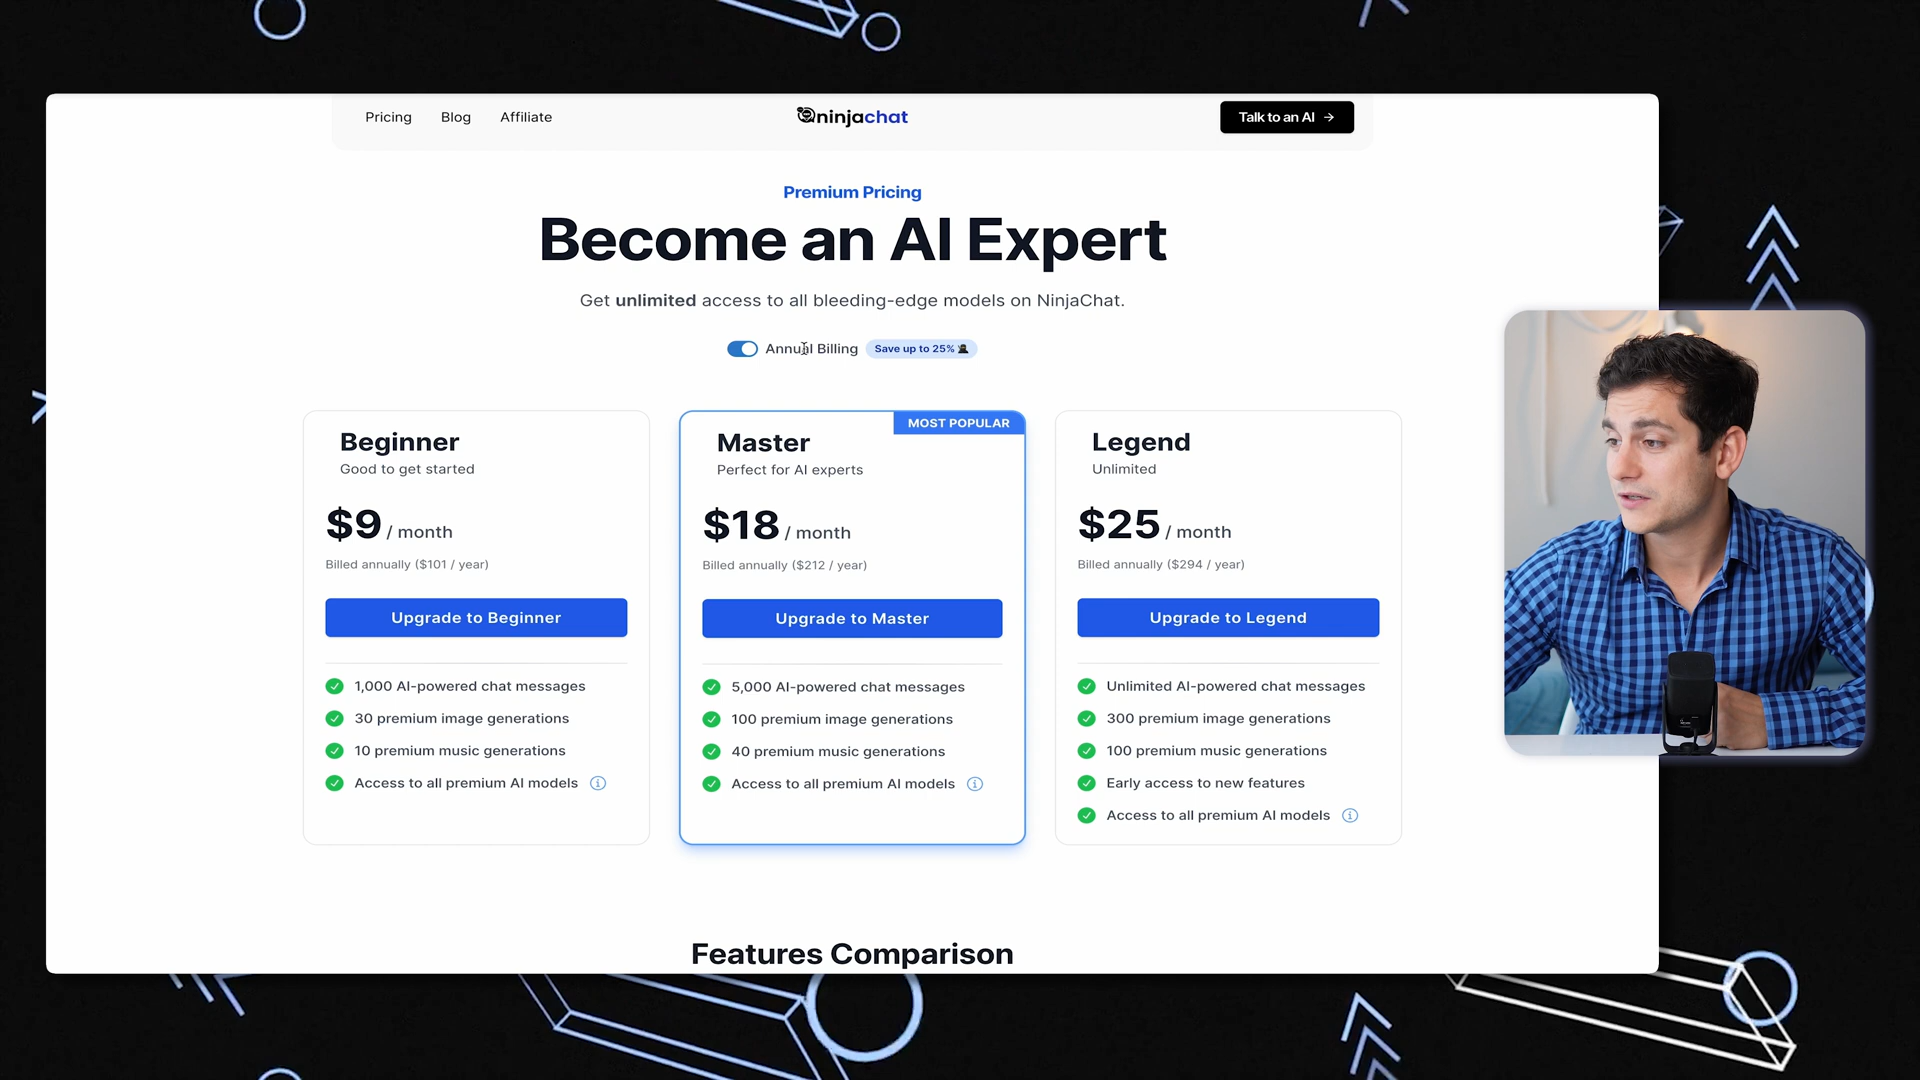 Pricing
Blog
Affiliate
ninjachat
Talk to an AI →
Premium Pricing
Become an AI Expert
Get unlimited access to all bleeding-edge models on NinjaChat.
Annual Billing
Save up to 25%
Beginner
Good to get started
$9 / month
Billed annually ($101 / year)
Upgrade to Beginner
1,000 AI-powered chat messages
30 premium image generations
10 premium music generations
Access to all premium AI models
MOST POPULAR
Master
Perfect for AI experts
$18 / month
Billed annually ($212 / year)
Upgrade to Master
5,000 AI-powered chat messages
100 premium image generations
40 premium music generations
Access to all premium AI models
Legend
Unlimited
$25 / month
Billed annually ($294 / year)
Upgrade to Legend
Unlimited AI-powered chat messages
300 premium image generations
100 premium music generations
Early access to new features
Access to all premium AI models
Features Comparison